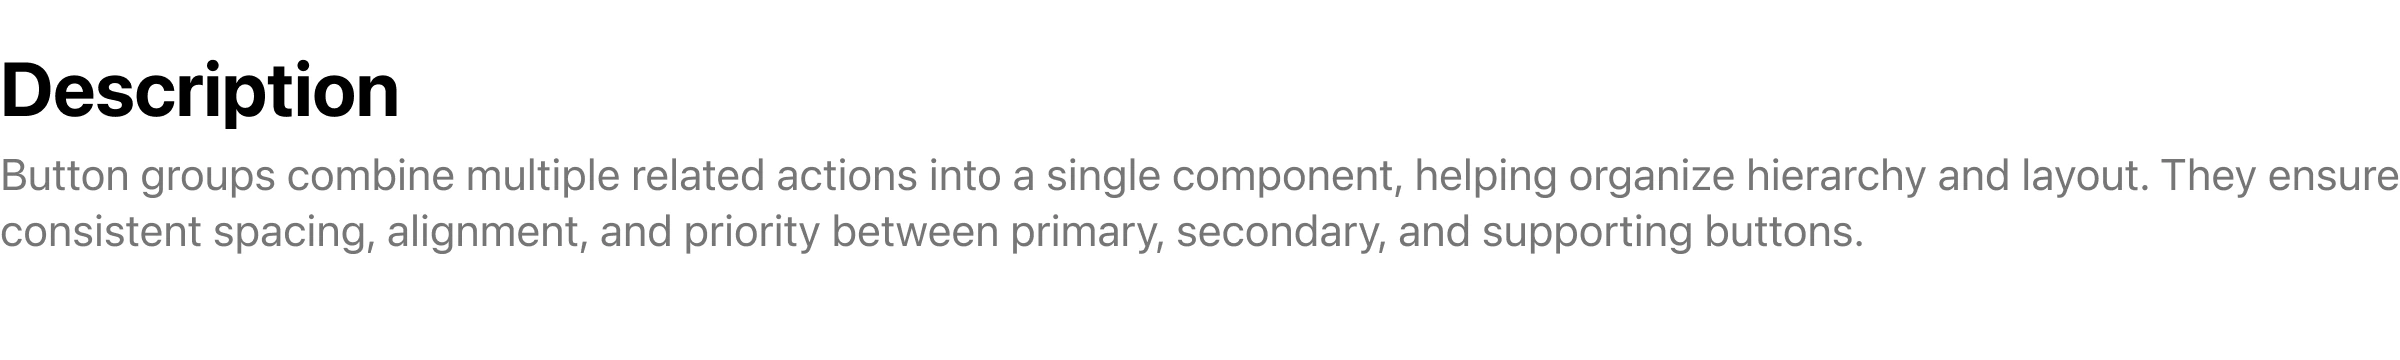 Description
Button groups combine multiple related actions into a single component, helping organize hierarchy and layout. They ensure
consistent spacing, alignment, and priority between primary, secondary, and supporting buttons.